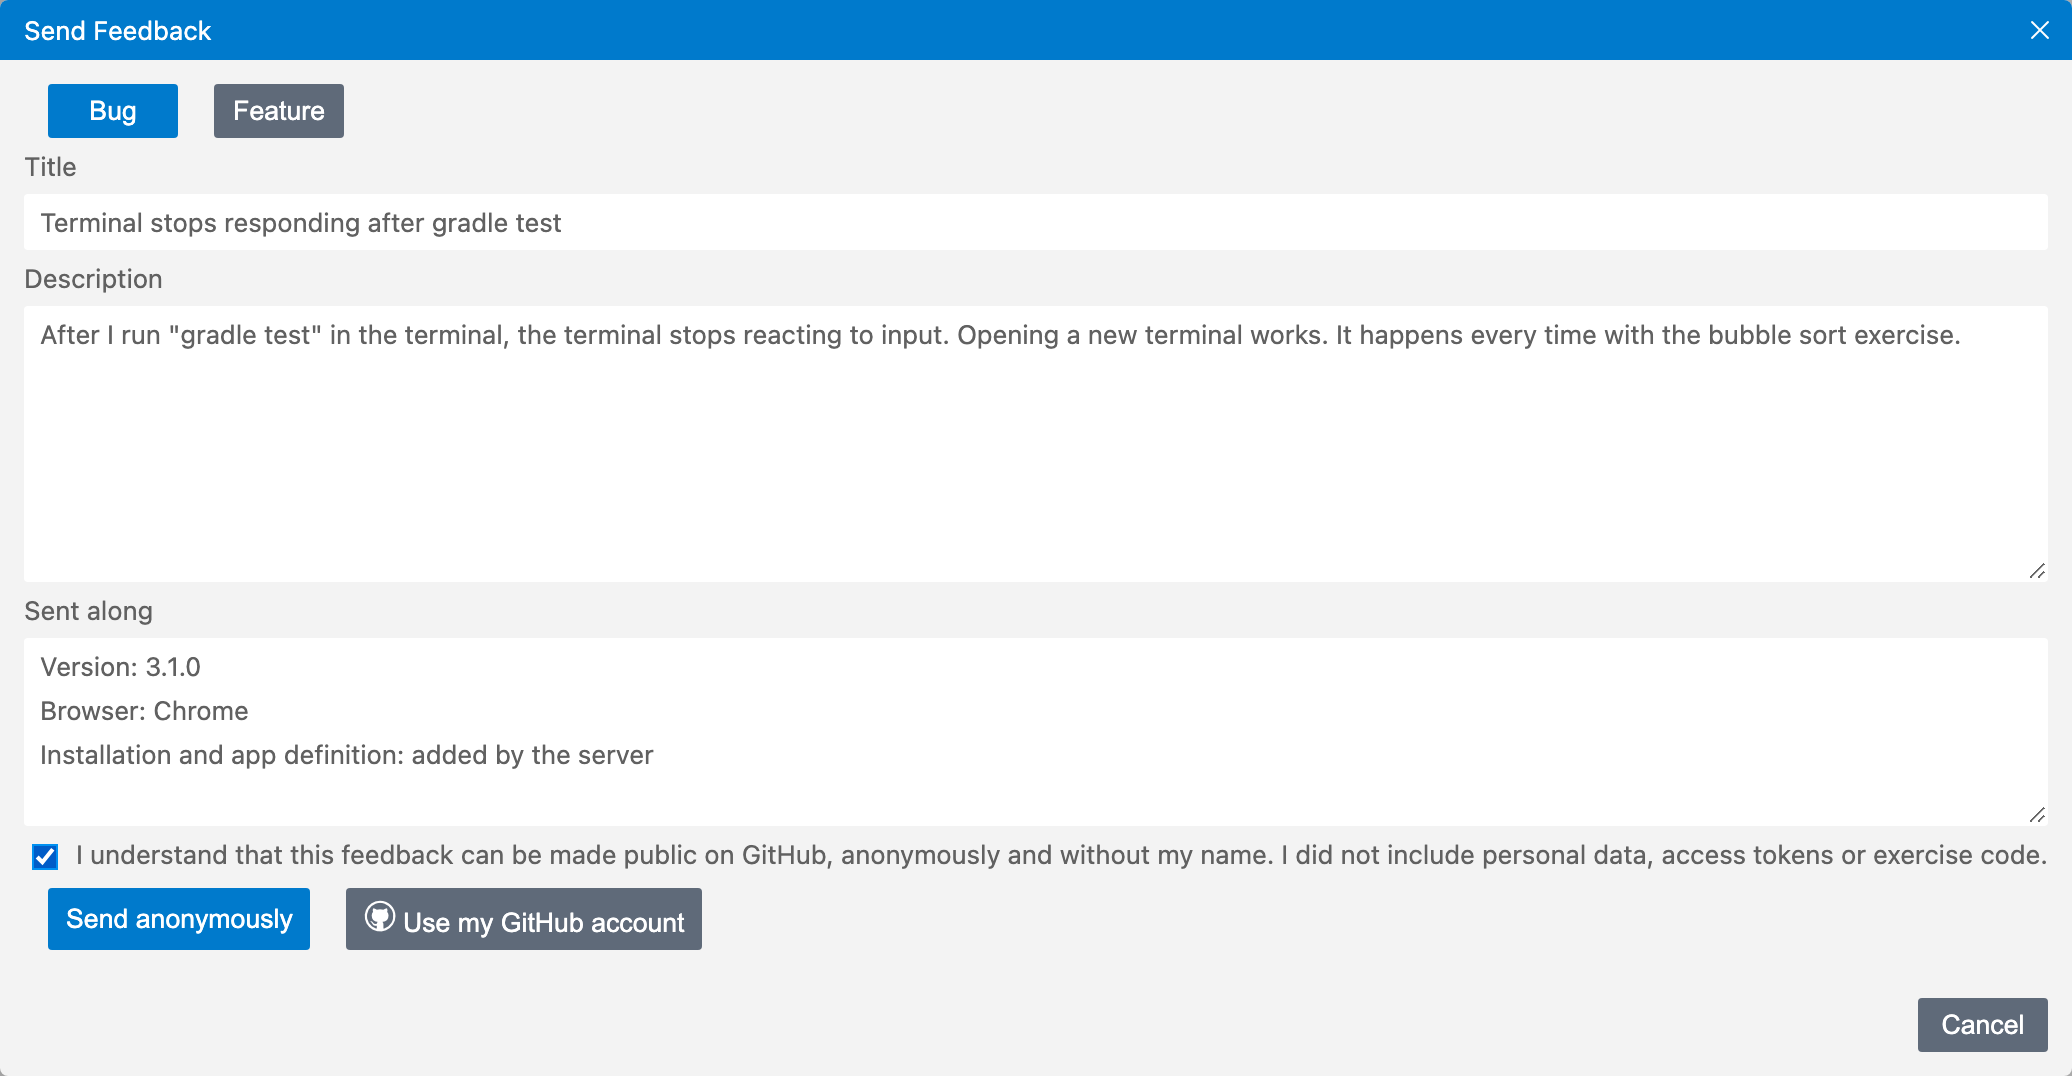 Send Feedback
Bug
Feature
Title
Terminal stops responding after gradle test
Description
After I run "gradle test" in the terminal, the terminal stops reacting to input. Opening a new terminal works. It happens every time with the bubble sort exercise.
Sent along
Version: 3.1.0
Browser: Chrome
Installation and app definition: added by the server
I understand that this feedback can be made public on GitHub, anonymously and without my name. I did not include personal data, access tokens or exercise code.
Send anonymously
Use my GitHub account
Cancel